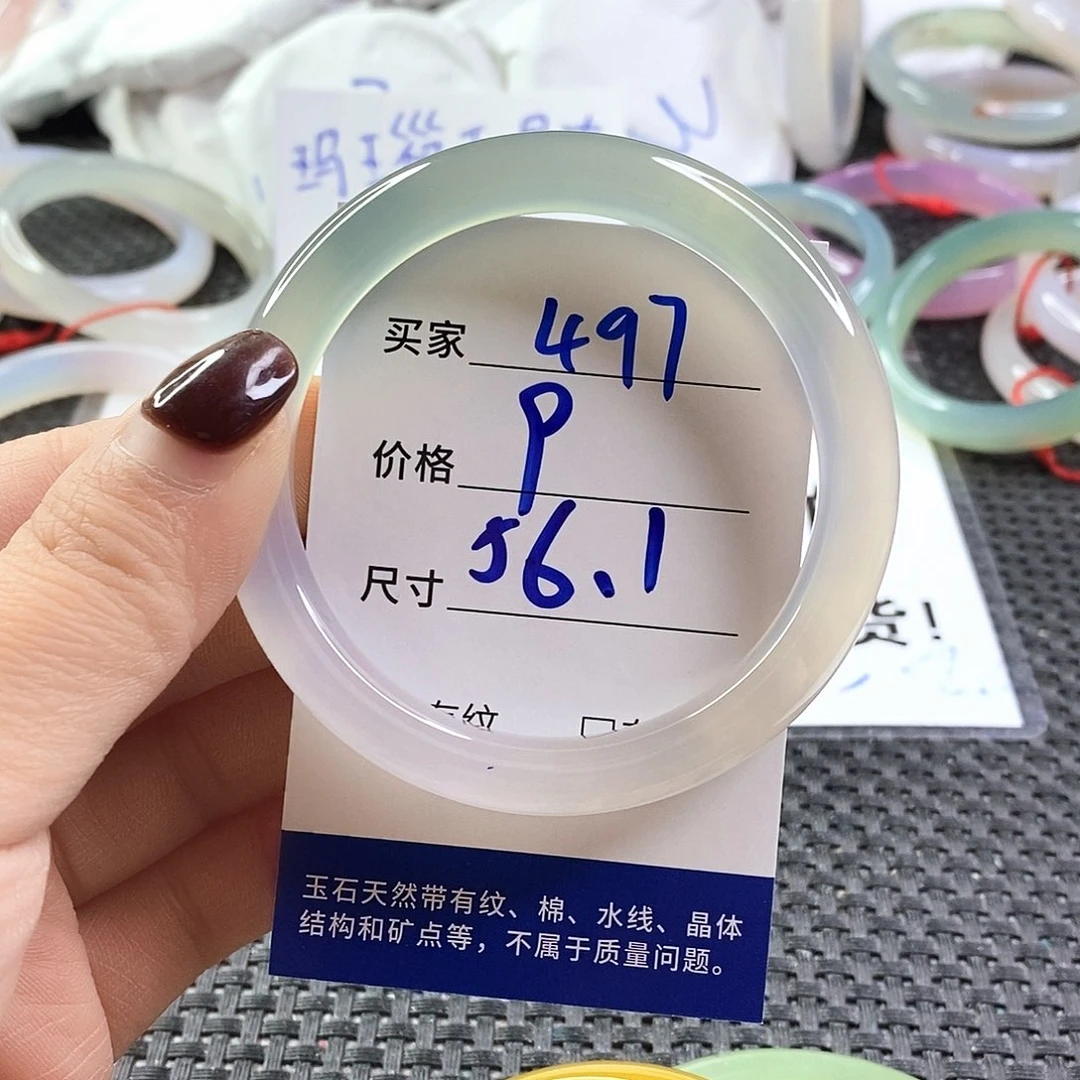 买家 497
价格 P
尺寸 56.1
玉石天然带有纹、棉、水线、晶体
结构和矿点等，不属于质量问题。
货！